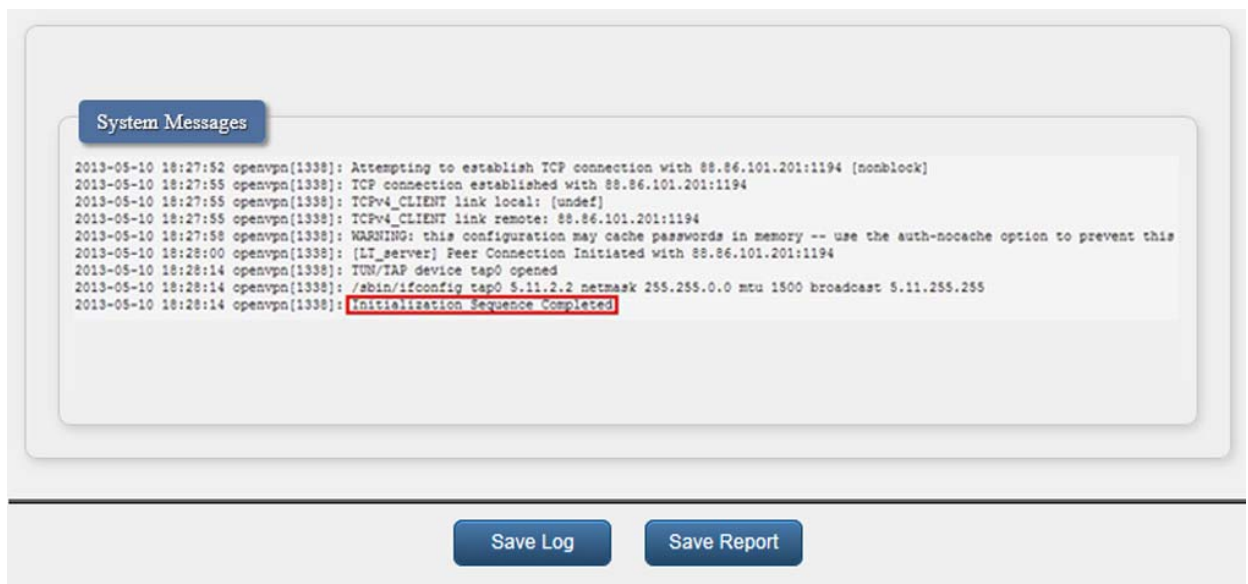 System Messages
2013-05-10 18:27:52 openvpn[1338]: Attempting to establish TCP connection with 88.86.101.201:1194 [nonblock]
2013-05-10 18:27:55 openvpn[1338]: TCP connection established with 88.86.101.201:1194
2013-05-10 18:27:55 openvpn[1338]: TCPv4_CLIENT link local: [undef]
2013-05-10 18:27:55 openvpn[1338]: TCPv4_CLIENT link remote: 88.86.101.201:1194
2013-05-10 18:27:58 openvpn[1338]: WARNING: this configuration may cache passwords in memory -- use the auth-nocache option to prevent this
2013-05-10 18:28:00 openvpn[1338]: [LT_server] Peer Connection Initiated with 88.86.101.201:1194
2013-05-10 18:28:14 openvpn[1338]: TUN/TAP device tap0 opened
2013-05-10 18:28:14 openvpn[1338]: /sbin/ifconfig tap0 5.11.2.2 netmask 255.255.0.0 mtu 1500 broadcast 5.11.255.255
2013-05-10 18:28:14 openvpn[1338]: Initialization Sequence Completed
Save Log
Save Report